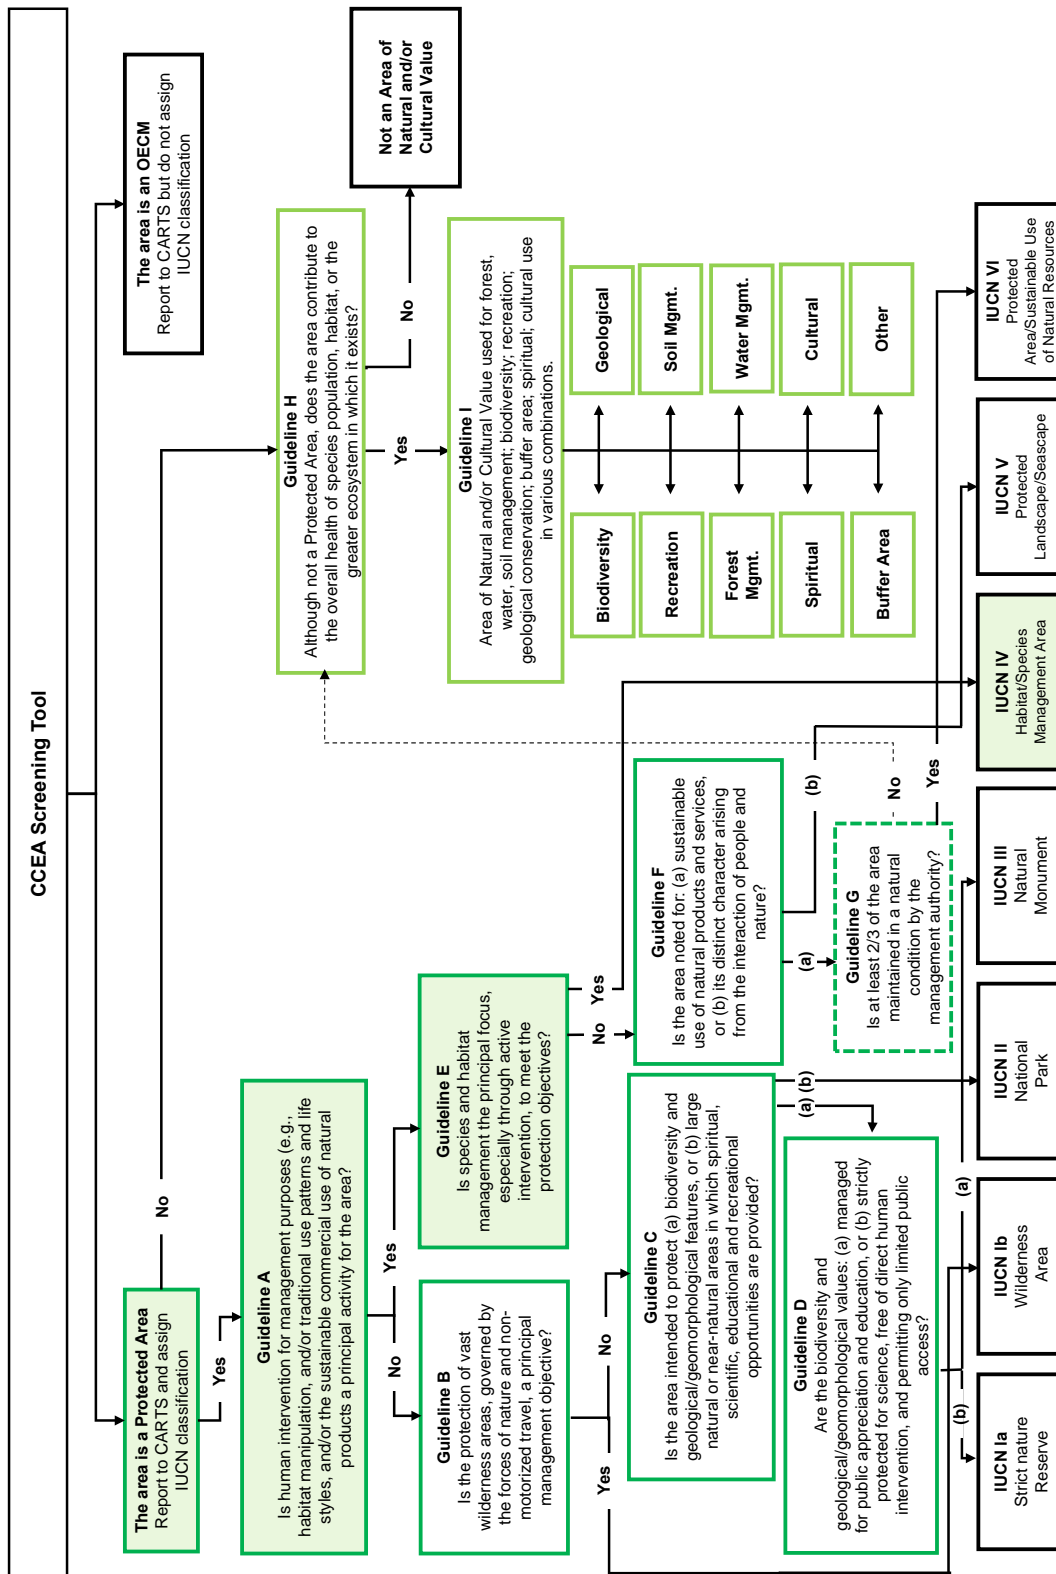 CCEA Screening Tool
The area is a Protected Area
Report to CARTS and assign
IUCN classification
The area is an OECM
Report to CARTS but do not assign
IUCN classification
Yes
No
Guideline A
Is human intervention for management purposes (e.g.,
habitat manipulation, and/or traditional use patterns and life
styles, and/or the sustainable commercial use of natural
products a principal activity for the area?
Guideline H
Although not a Protected Area, does the area contribute to
the overall health of species population, habitat, or the
greater ecosystem in which it exists?
No
Yes
Yes
No
Not an Area of
Natural and/or
Cultural Value
Guideline B
Is the protection of vast
wilderness areas, governed by
the forces of nature and non-
motorized travel, a principal
management objective?
Guideline E
Is species and habitat
management the principal focus,
especially through active
intervention, to meet the
protection objectives?
Guideline I
Area of Natural and/or Cultural Value used for forest,
water, soil management; biodiversity; recreation;
geological conservation; buffer area; spiritual; cultural use
in various combinations.
Yes
No
No
Yes
Biodiversity
Geological
Recreation
Soil Mgmt.
Forest
Mgmt.
Water Mgmt.
Spiritual
Cultural
Buffer Area
Other
Guideline C
Is the area intended to protect (a) biodiversity and
geological/geomorphological features, or (b) large
natural or near-natural areas in which spiritual,
scientific, educational and recreational
opportunities are provided?
Guideline F
Is the area noted for: (a) sustainable
use of natural products and services,
or (b) its distinct character arising
from the interaction of people and
nature?
(a)
(b)
(a)
(b)
Guideline D
Are the biodiversity and
geological/geomorphological values: (a) managed
for public appreciation and education, or (b) strictly
protected for science, free of direct human
intervention, and permitting only limited public
access?
Guideline G
Is at least 2/3 of the area
maintained in a natural
condition by the
management authority?
No
Yes
(b)
(a)
IUCN Ia
Strict nature
Reserve
IUCN Ib
Wilderness
Area
IUCN II
National
Park
IUCN III
Natural
Monument
IUCN IV
Habitat/Species
Management Area
IUCN V
Protected
Landscape/Seascape
IUCN VI
Protected
Area/Sustainable Use
of Natural Resources